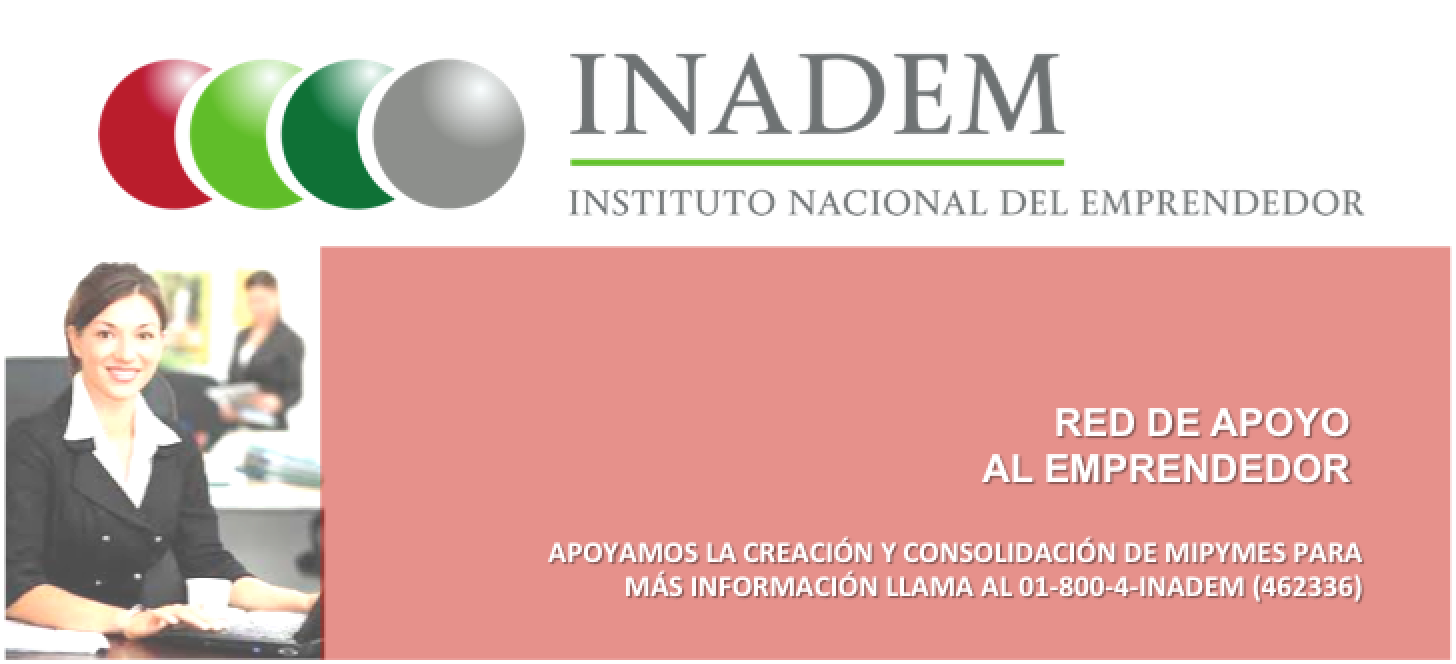 INADEM
INSTITUTO NACIONAL DEL EMPRENDEDOR
RED DE APOYO
AL EMPRENDEDOR
APOYAMOS LA CREACIÓN Y CONSOLIDACIÓN DE MIPYMES PARA
MÁS INFORMACIÓN LLAMA AL 01-800-4-INADEM (462336)